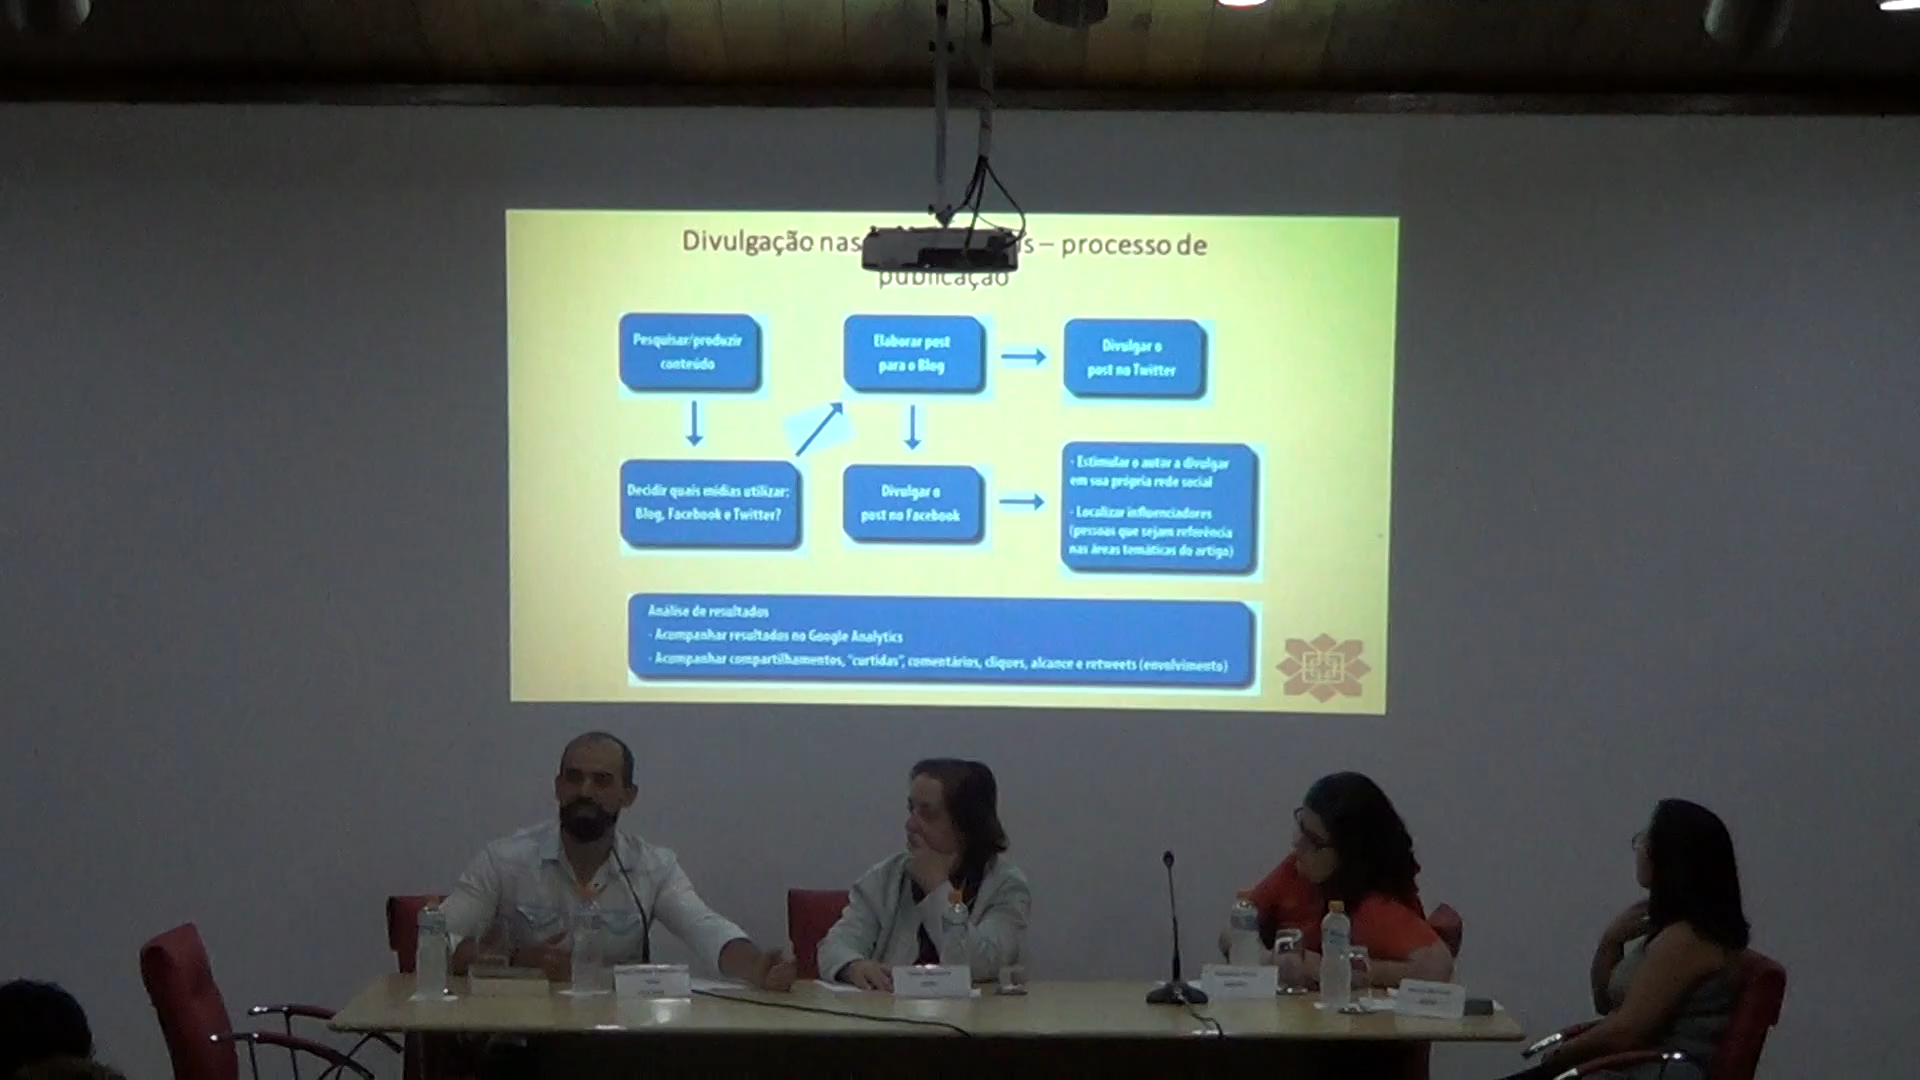 Divulgação nas s – processo de
publicação
Pesquisar/produzir
conteúdo
Elaborar post
para o Blog
Divulgar o
post no Twitter
Decidir quais mídias utilizar:
Blog, Facebook e Twitter?
Divulgar o
post no Facebook
- Estimular o autor a divulgar
em sua própria rede social
- Localizar influenciadores
(pessoas que sejam referência
nas áreas temáticas do artigo)
Análise de resultados
- Acompanhar resultados no Google Analytics
- Acompanhar compartilhamentos, "curtidas", comentários, cliques, alcance e retweets (envolvimento)